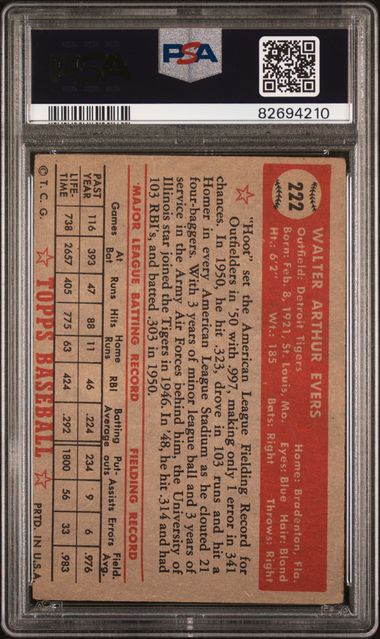 PSA
PSA
82694210
222
WALTER ARTHUR EVERS
Outfield: Detroit Tigers Home: Bradenton, Fla.
Born: Feb. 8, 1921, St. Louis, Mo. Eyes: Blue Hair: Blond
Ht.: 6'2" Wt.: 185 Bats: Right Throws: Right
"Hoot" set the American League Fielding Record for
Outfielders in '50 with .997, making only 1 error in 341
chances. In 1950, he hit .323, drove in 103 runs and hit a
Homer in every American League Stadium as he clouted 21
four-baggers. With 3 years of minor league ball and 3 years of
service in the Army Air Forces behind him, the University of
Illinois star joined the Tigers in 1946. In '48, he hit .314 and had
103 RBI's, and batted .303 in 1950.
MAJOR LEAGUE BATTING RECORD FIELDING RECORD
Games At Bat Runs Hits Home Runs RBI Batting Average Put-outs Assists Errors Field. Avg.
PAST YEAR 116 393 47 88 11 46 .224 234 9 6 .976
LIFE-TIME 738 2657 405 775 63 424 .292 1800 56 33 .983
© T. C. G. TOPPS BASEBALL PRTD. IN U.S.A.